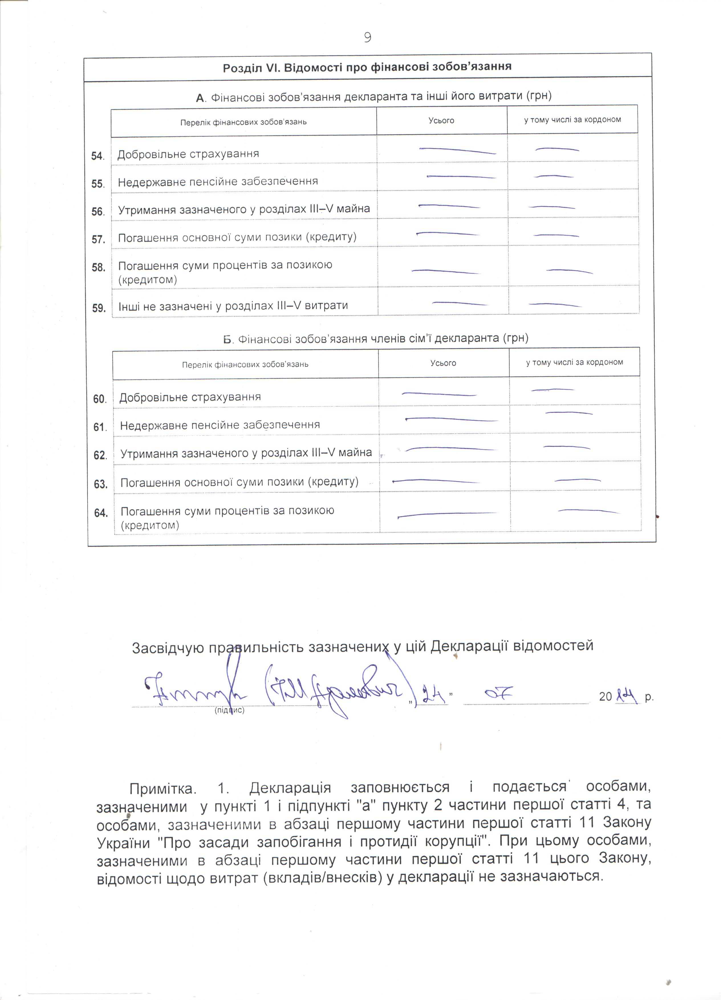 9
Розділ VI. Відомості про фінансові зобов'язання
А. Фінансові зобов'язання декларанта та інші його витрати (грн)
Перелік фінансових зобов'язань Усього у тому числі за кордоном
54. Добровільне страхування — —
55. Недержавне пенсійне забезпечення — —
56. Утримання зазначеного у розділах III–V майна — —
57. Погашення основної суми позики (кредиту) — —
58. Погашення суми процентів за позикою
(кредитом) — —
59. Інші не зазначені у розділах III–V витрати — —
Б. Фінансові зобов'язання членів сім'ї декларанта (грн)
Перелік фінансових зобов'язань Усього у тому числі за кордоном
60. Добровільне страхування — —
61. Недержавне пенсійне забезпечення — —
62. Утримання зазначеного у розділах III–V майна — —
63. Погашення основної суми позики (кредиту) — —
64. Погашення суми процентів за позикою
(кредитом) — —
Засвідчую правильність зазначених у цій Декларації відомостей
„24" 07 2014 р.
(підпис)
Примітка. 1. Декларація заповнюється і подається особами,
зазначеними у пункті 1 і підпункті "а" пункту 2 частини першої статті 4, та
особами, зазначеними в абзаці першому частини першої статті 11 Закону
України "Про засади запобігання і протидії корупції". При цьому особами,
зазначеними в абзаці першому частини першої статті 11 цього Закону,
відомості щодо витрат (вкладів/внесків) у декларації не зазначаються.